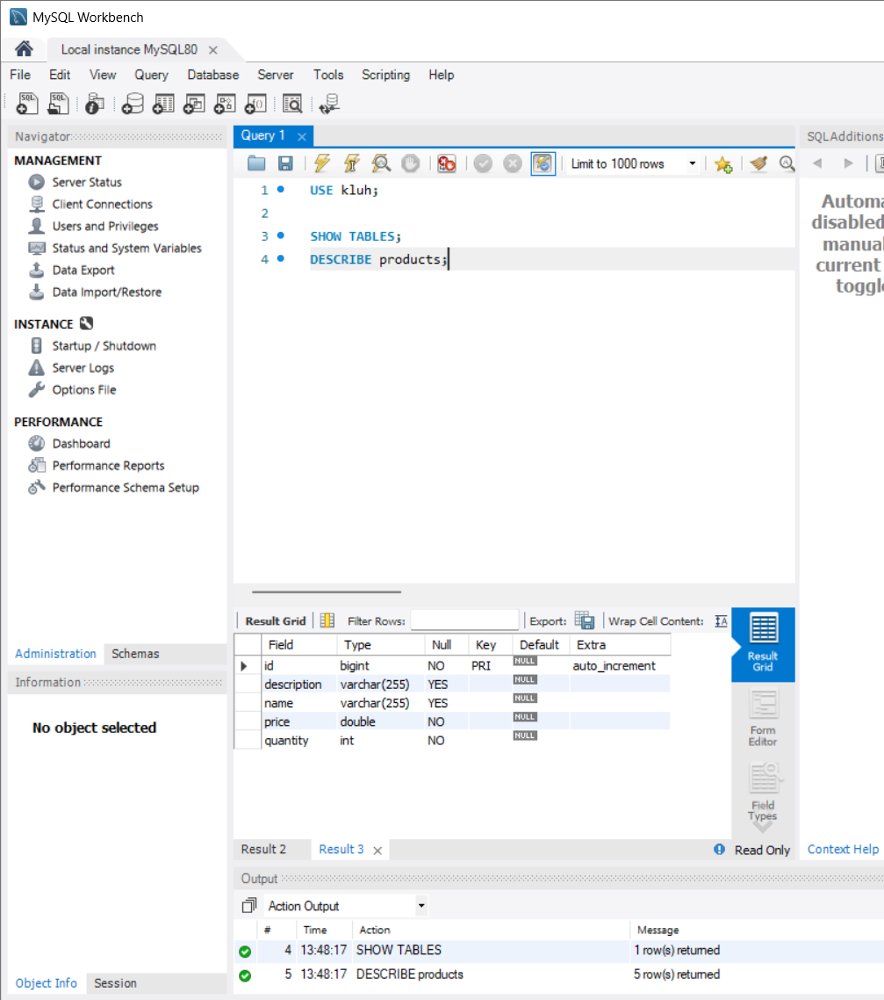 MySQL Workbench
Local instance MySQL80
File Edit View Query Database Server Tools Scripting Help
Navigator
MANAGEMENT
Server Status
Client Connections
Users and Privileges
Status and System Variables
Data Export
Data Import/Restore
INSTANCE
Startup / Shutdown
Server Logs
Options File
PERFORMANCE
Dashboard
Performance Reports
Performance Schema Setup
Administration Schemas
Information
No object selected
Object Info Session
Query 1
Limit to 1000 rows
1 USE kluh;
2
3 SHOW TABLES;
4 DESCRIBE products;
Result Grid Filter Rows: Export: Wrap Cell Content:
Field Type Null Key Default Extra
id bigint NO PRI NULL auto_increment
description varchar(255) YES NULL
name varchar(255) YES NULL
price double NO NULL
quantity int NO NULL
Result Grid
Form Editor
Field Types
Result 2 Result 3 Read Only
Output
Action Output
# Time Action Message
4 13:48:17 SHOW TABLES 1 row(s) returned
5 13:48:17 DESCRIBE products 5 row(s) returned
SQLAdditions
disabled
manual
current
toggle
Context Help